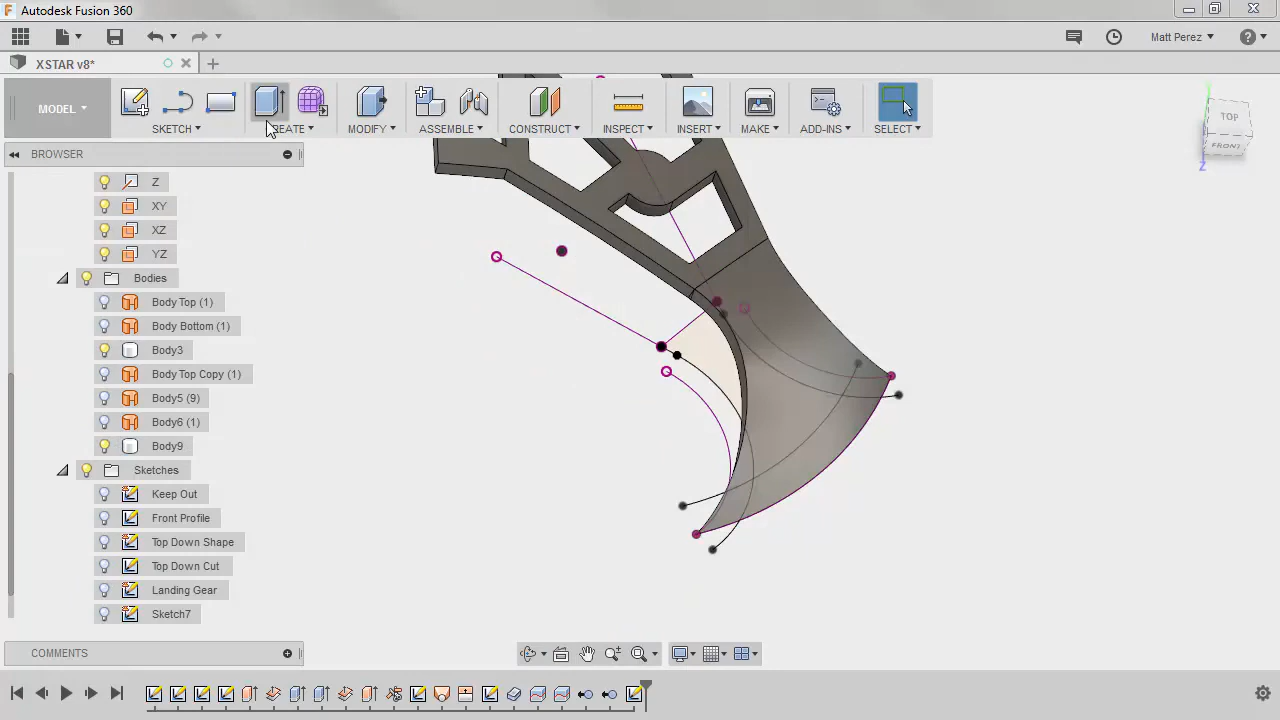 Autodesk Fusion 360
Matt Perez
XSTAR v8*
MODEL
SKETCH
CREATE
MODIFY
ASSEMBLE
CONSTRUCT
INSPECT
INSERT
MAKE
ADD-INS
SELECT
TOP
FRONT
Z
BROWSER
Z
XY
XZ
YZ
Bodies
Body Top (1)
Body Bottom (1)
Body3
Body Top Copy (1)
Body5 (9)
Body6 (1)
Body9
Sketches
Keep Out
Front Profile
Top Down Shape
Top Down Cut
Landing Gear
Sketch7
COMMENTS